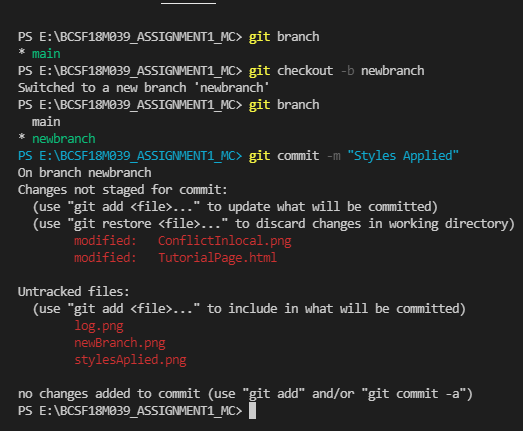 PS E:\BCSF18M039_ASSIGNMENT1_MC> git branch
* main
PS E:\BCSF18M039_ASSIGNMENT1_MC> git checkout -b newbranch
Switched to a new branch 'newbranch'
PS E:\BCSF18M039_ASSIGNMENT1_MC> git branch
  main
* newbranch
PS E:\BCSF18M039_ASSIGNMENT1_MC> git commit -m "Styles Applied"
On branch newbranch
Changes not staged for commit:
  (use "git add <file>..." to update what will be committed)
  (use "git restore <file>..." to discard changes in working directory)
        modified:   ConflictInlocal.png
        modified:   TutorialPage.html
Untracked files:
  (use "git add <file>..." to include in what will be committed)
        log.png
        newBranch.png
        stylesAplied.png
no changes added to commit (use "git add" and/or "git commit -a")
PS E:\BCSF18M039_ASSIGNMENT1_MC>